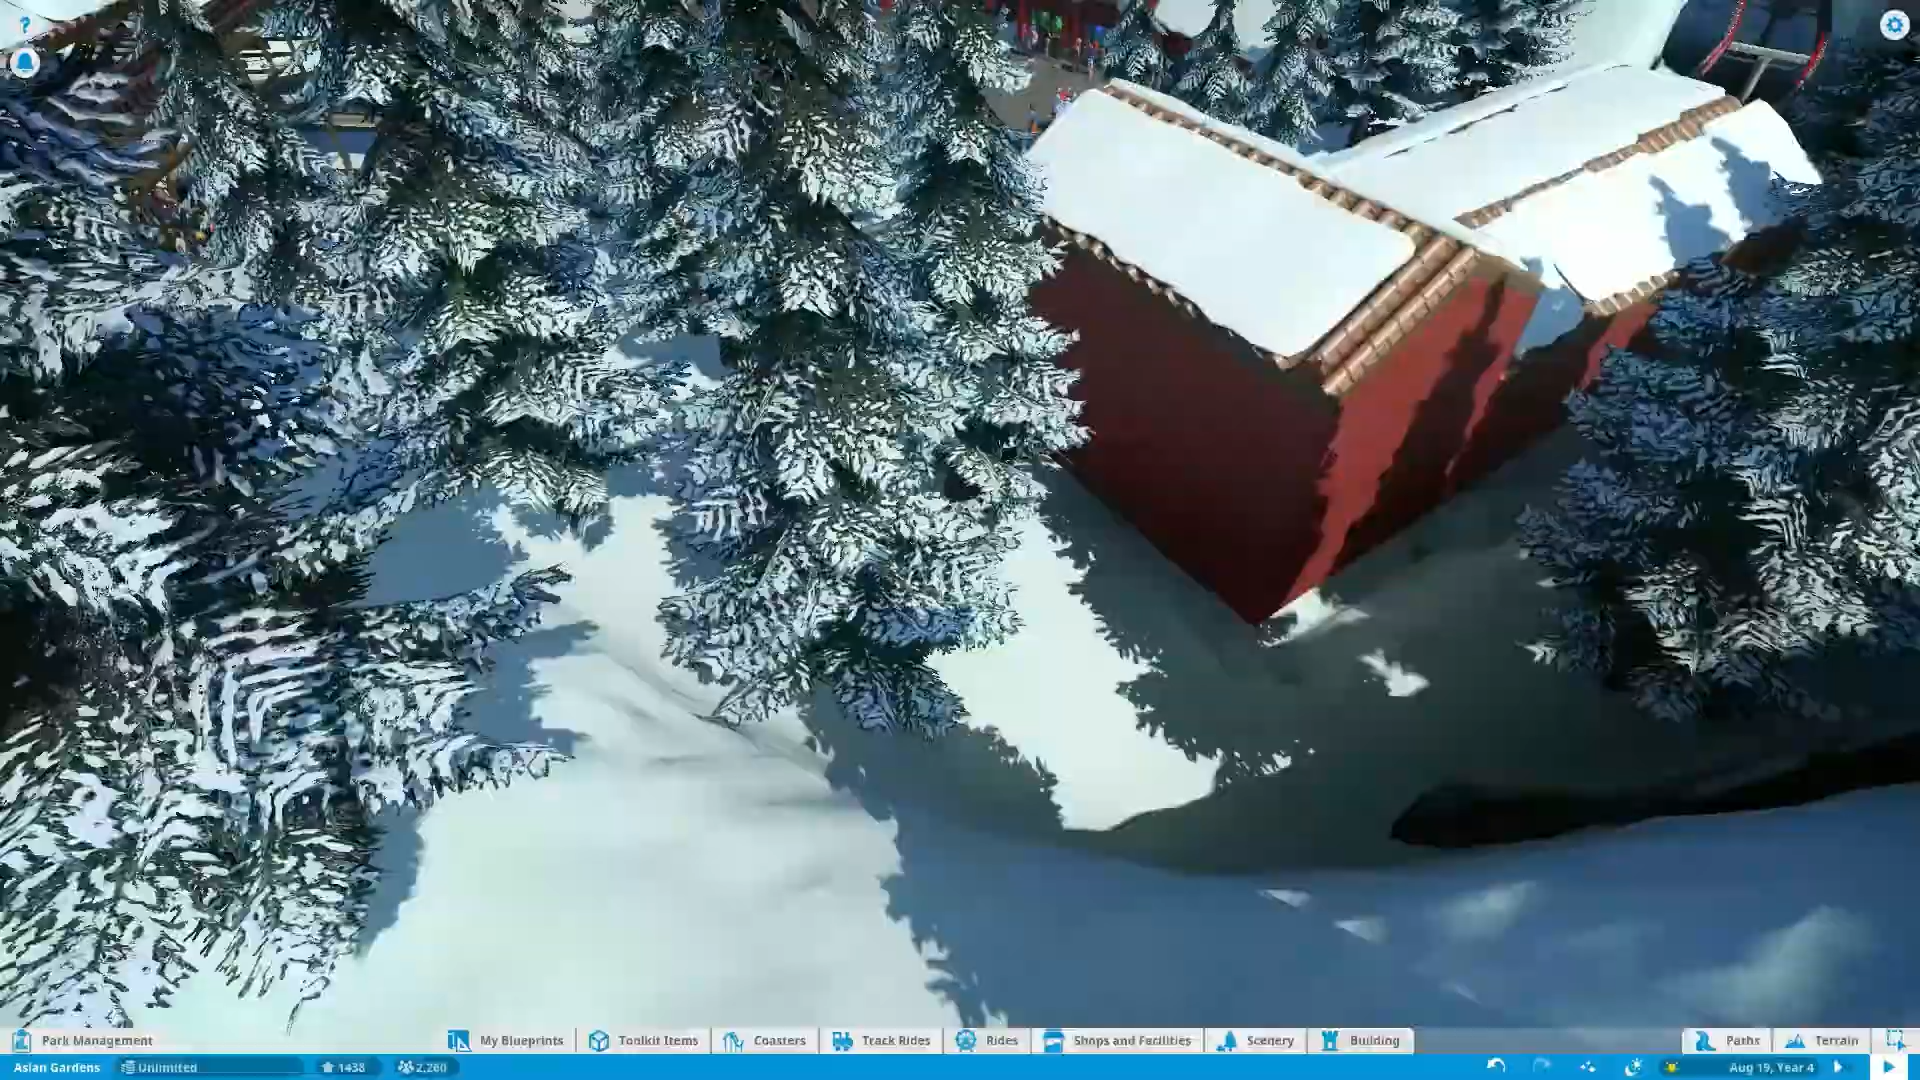 ?
Park Management
My Blueprints
Toolkit Items
Coasters
Track Rides
Rides
Shops and Facilities
Scenery
Building
Paths
Terrain
Asian Gardens
Unlimited
1438
2,260
Aug 19, Year 4